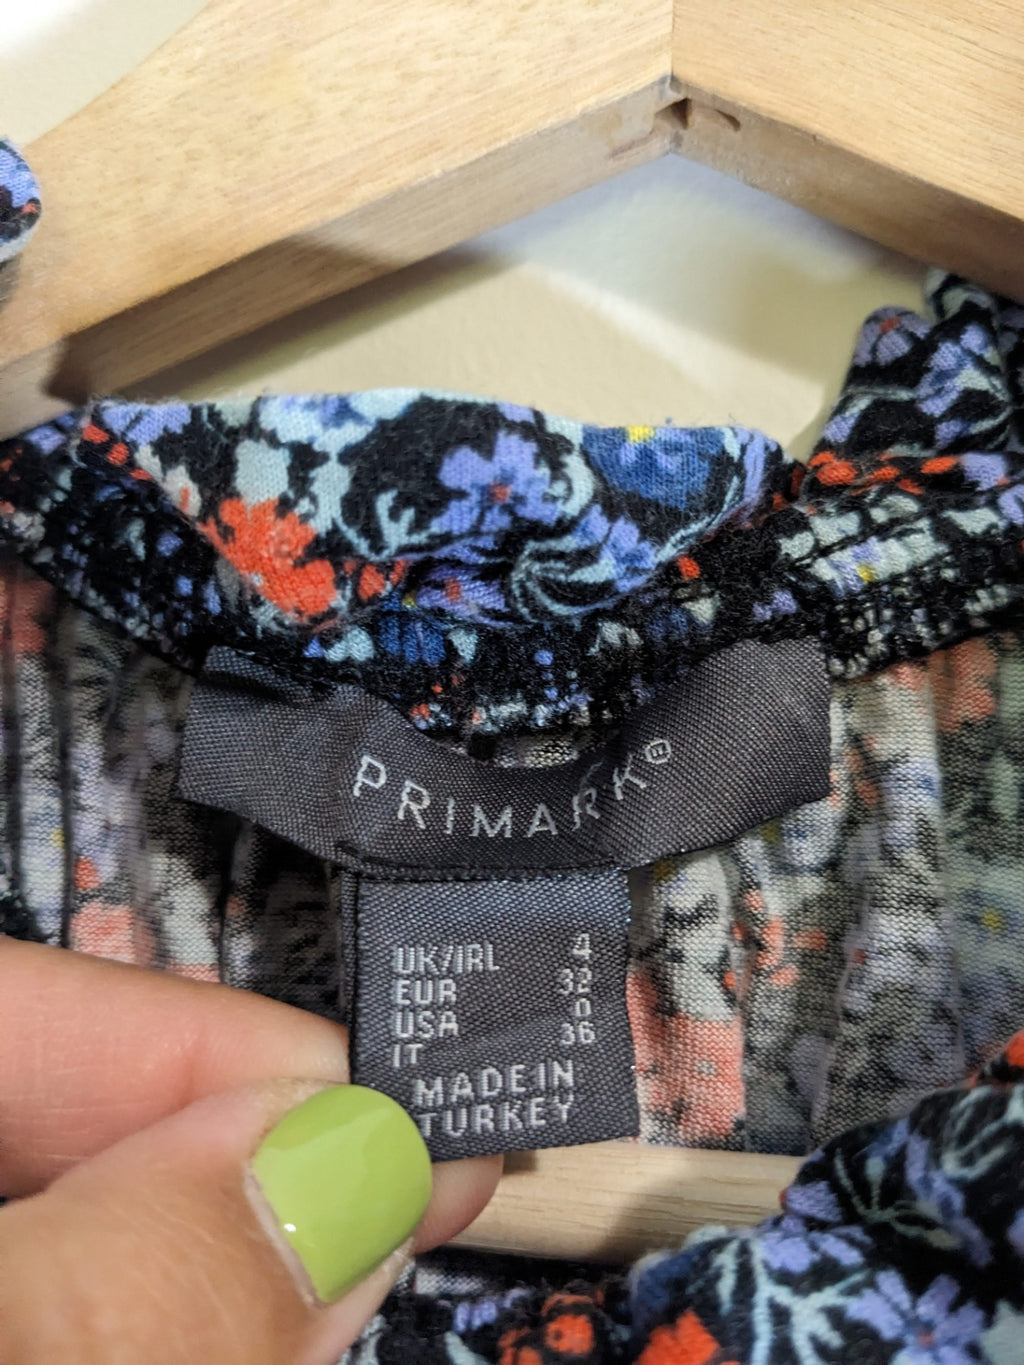 PRIMARK®
UK/IRL 4
EUR 32
USA 0
IT 36
MADE IN
TURKEY